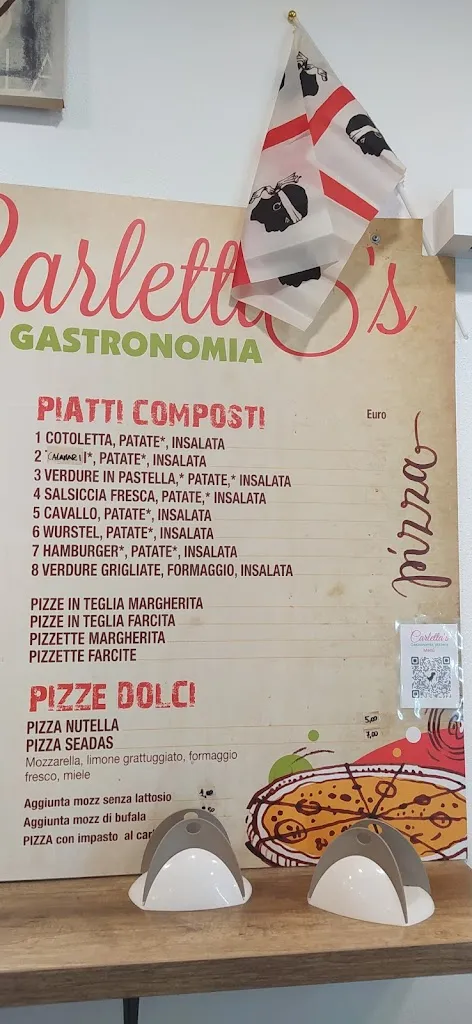 Carletta's
GASTRONOMIA
PIATTI COMPOSTI
Euro
1 COTOLETTA, PATATE*, INSALATA
2 CALAMARI I*, PATATE*, INSALATA
3 VERDURE IN PASTELLA,* PATATE,* INSALATA
4 SALSICCIA FRESCA, PATATE,* INSALATA
5 CAVALLO, PATATE*, INSALATA
6 WURSTEL, PATATE*, INSALATA
7 HAMBURGER*, PATATE*, INSALATA
8 VERDURE GRIGLIATE, FORMAGGIO, INSALATA
pizza
PIZZE IN TEGLIA MARGHERITA
PIZZE IN TEGLIA FARCITA
PIZZETTE MARGHERITA
PIZZETTE FARCITE
Carletta's
PIZZE DOLCI
PIZZA NUTELLA 5,00
PIZZA SEADAS 7,00
Mozzarella, limone grattuggiato, formaggio
fresco, miele
Aggiunta mozz senza lattosio
Aggiunta mozz di bufala
PIZZA con impasto al car